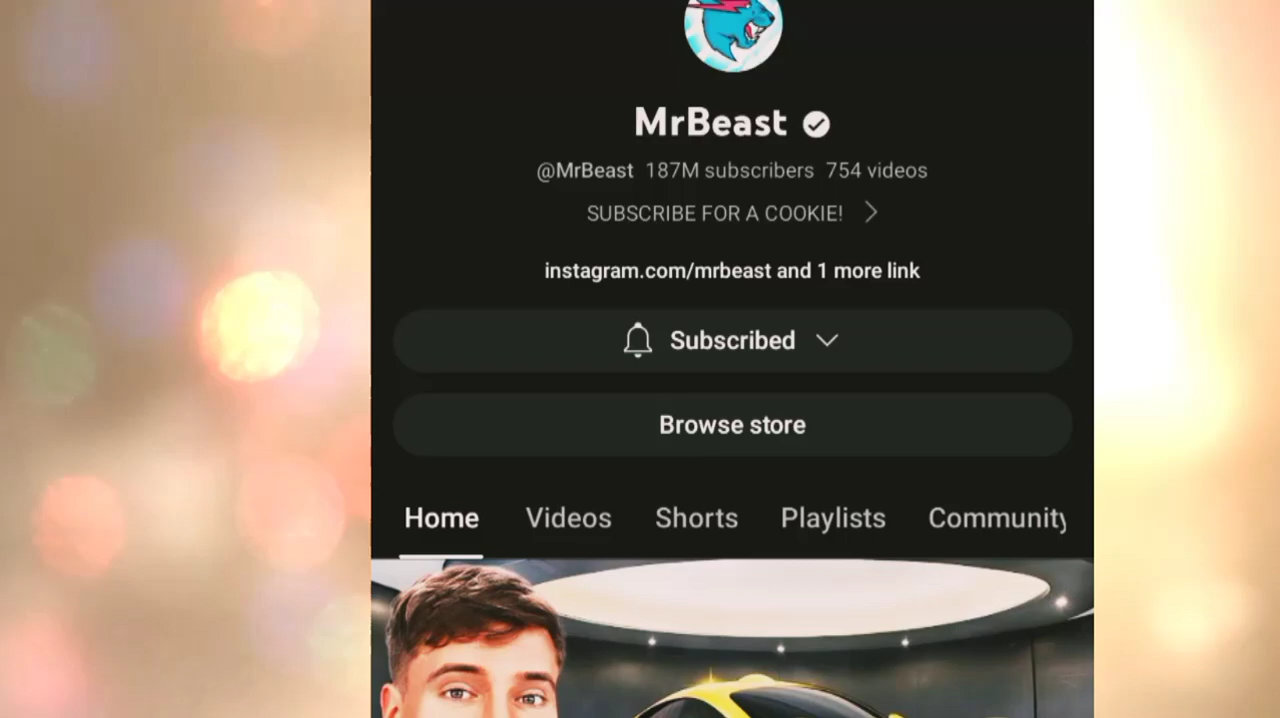 MrBeast
@MrBeast 187M subscribers 754 videos
SUBSCRIBE FOR A COOKIE!
instagram.com/mrbeast and 1 more link
Subscribed
Browse store
Home Videos Shorts Playlists Community